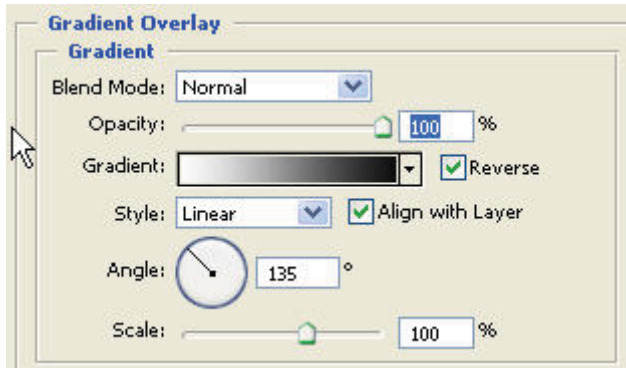 Gradient Overlay
Gradient
Blend Mode: Normal
Opacity: 100 %
Gradient: Reverse
Style: Linear Align with Layer
Angle: 135 °
Scale: 100 %